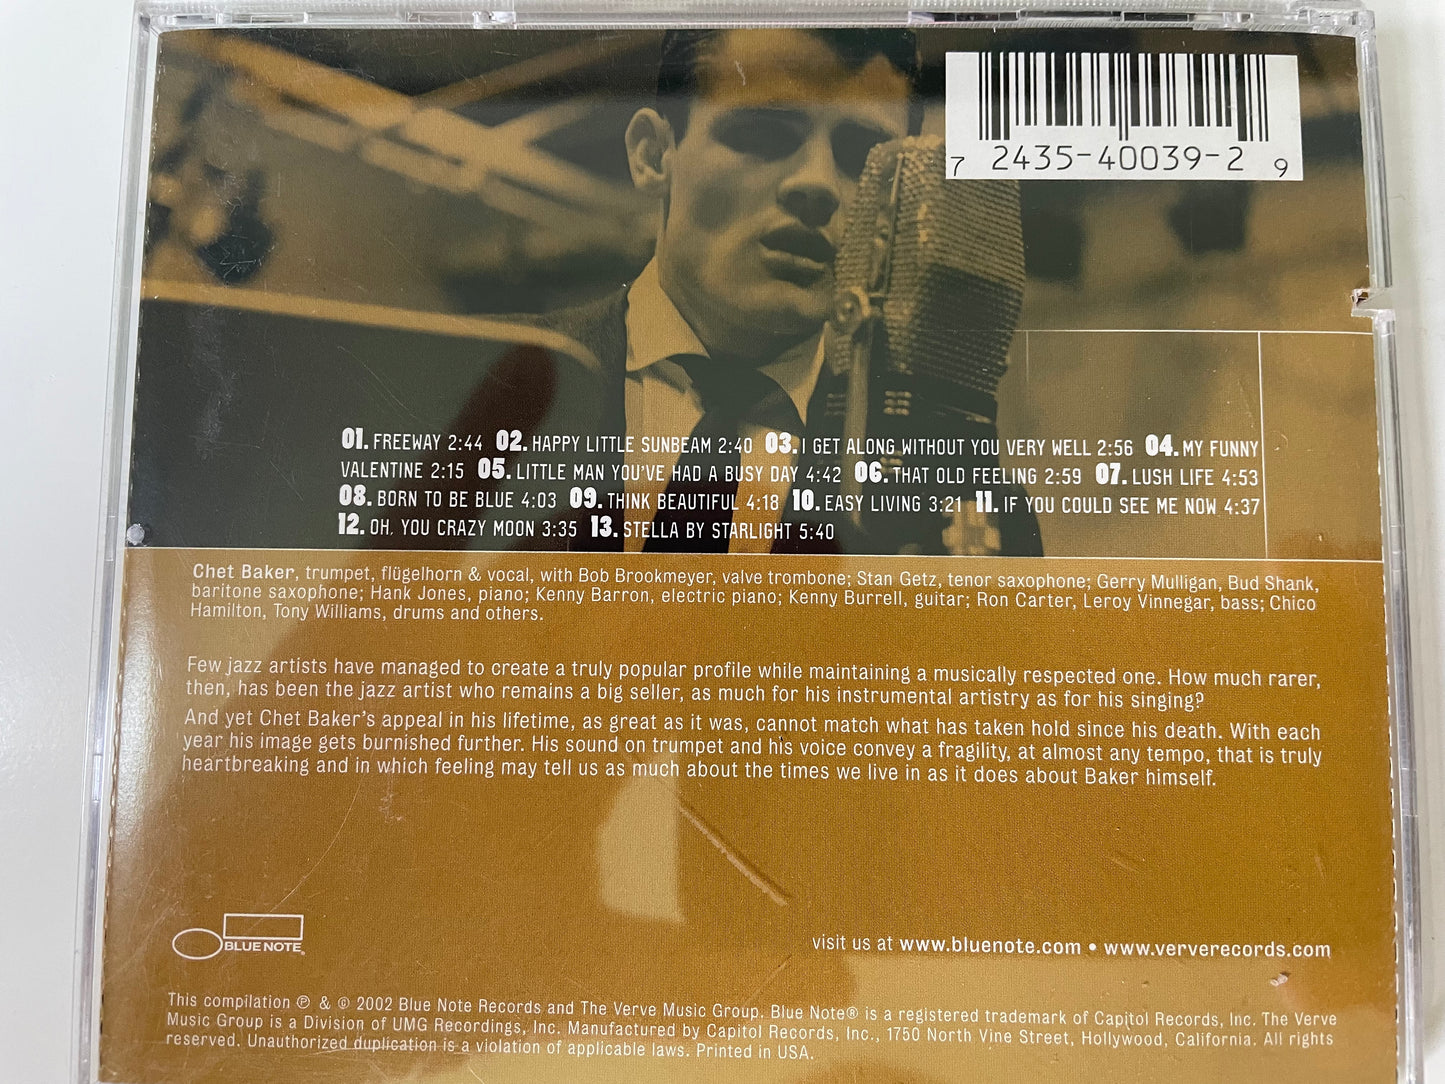 7 24353-40039-2 9
01. FREEWAY 2:44 02. HAPPY LITTLE SUNBEAM 2:40 03. I GET ALONG WITHOUT YOU VERY WELL 2:56 04. MY FUNNY
VALENTINE 2:15 05. LITTLE MAN YOU'VE HAD A BUSY DAY 4:42 06. THAT OLD FEELING 2:59 07. LUSH LIFE 4:53
08. BORN TO BE BLUE 4:03 09. THINK BEAUTIFUL 4:18 10. EASY LIVING 3:21 11. IF YOU COULD SEE ME NOW 4:37
12. OH, YOU CRAZY MOON 3:35 13. STELLA BY STARLIGHT 5:40
Chet Baker, trumpet, flügelhorn & vocal, with Bob Brookmeyer, valve trombone; Stan Getz, tenor saxophone; Gerry Mulligan, Bud Shank,
baritone saxophone; Hank Jones, piano; Kenny Barron, electric piano; Kenny Burrell, guitar; Ron Carter, Leroy Vinnegar, bass; Chico
Hamilton, Tony Williams, drums and others.
Few jazz artists have managed to create a truly popular profile while maintaining a musically respected one. How much rarer,
then, has been the jazz artist who remains a big seller, as much for his instrumental artistry as for his singing?
And yet Chet Baker's appeal in his lifetime, as great as it was, cannot match what has taken hold since his death. With each
year his image gets burnished further. His sound on trumpet and his voice convey a fragility, at almost any tempo, that is truly
heartbreaking and in which feeling may tell us as much about the times we live in as it does about Baker himself.
BLUE NOTE
visit us at www.bluenote.com • www.ververecords.com
This compilation ℗ & © 2002 Blue Note Records and The Verve Music Group. Blue Note® is a registered trademark of Capitol Records, Inc. The Verve
Music Group is a Division of UMG Recordings, Inc. Manufactured by Capitol Records, Inc., 1750 North Vine Street, Hollywood, California. All rights
reserved. Unauthorized duplication is a violation of applicable laws. Printed in USA.